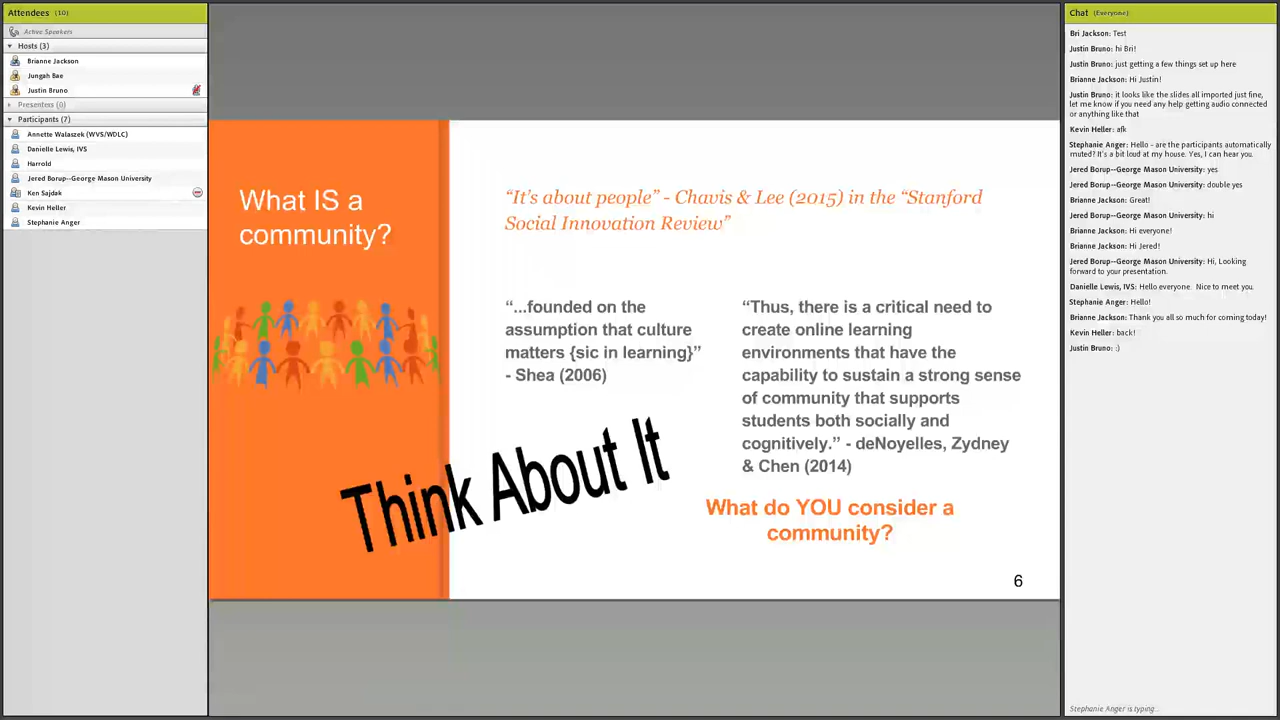 Attendees (10)
Active Speakers
Hosts (3)
Brianne Jackson
Jungah Bae
Justin Bruno
Presenters (0)
Participants (7)
Annette Walaszek (WVS/WDLC)
Danielle Lewis, IVS
Harrold
Jered Borup--George Mason University
Ken Sajdak
Kevin Heller
Stephanie Anger
What IS a
community?
“It’s about people” - Chavis & Lee (2015) in the “Stanford
Social Innovation Review”
“...founded on the
assumption that culture
matters {sic in learning}”
- Shea (2006)
“Thus, there is a critical need to
create online learning
environments that have the
capability to sustain a strong sense
of community that supports
students both socially and
cognitively.” - deNoyelles, Zydney
& Chen (2014)
Think About It
What do YOU consider a
community?
6
Chat (Everyone)
Bri Jackson: Test
Justin Bruno: hi Bri!
Justin Bruno: just getting a few things set up here
Brianne Jackson: Hi Justin!
Justin Bruno: it looks like the slides all imported just fine,
let me know if you need any help getting audio connected
or anything like that
Kevin Heller: afk
Stephanie Anger: Hello - are the participants automatically
muted? It's a bit loud at my house. Yes, I can hear you.
Jered Borup--George Mason University: yes
Jered Borup--George Mason University: double yes
Brianne Jackson: Great!
Jered Borup--George Mason University: hi
Brianne Jackson: Hi everyone!
Brianne Jackson: Hi Jered!
Jered Borup--George Mason University: Hi, Looking
forward to your presentation.
Danielle Lewis, IVS: Hello everyone. Nice to meet you.
Stephanie Anger: Hello!
Brianne Jackson: Thank you all so much for coming today!
Kevin Heller: back!
Justin Bruno: :)
Stephanie Anger is typing...